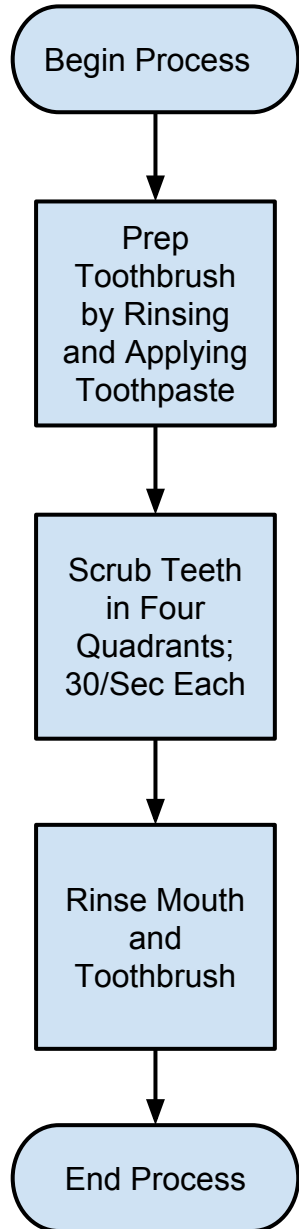 Begin Process
Prep
Toothbrush
by Rinsing
and Applying
Toothpaste
Scrub Teeth
in Four
Quadrants;
30/Sec Each
Rinse Mouth
and
Toothbrush
End Process